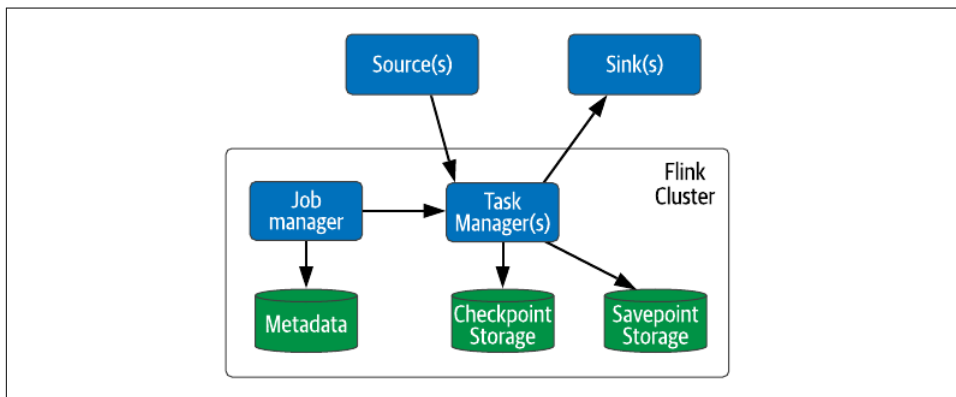 Source(s)
Sink(s)
Flink
Cluster
Job
manager
Task
Manager(s)
Metadata
Checkpoint
Storage
Savepoint
Storage